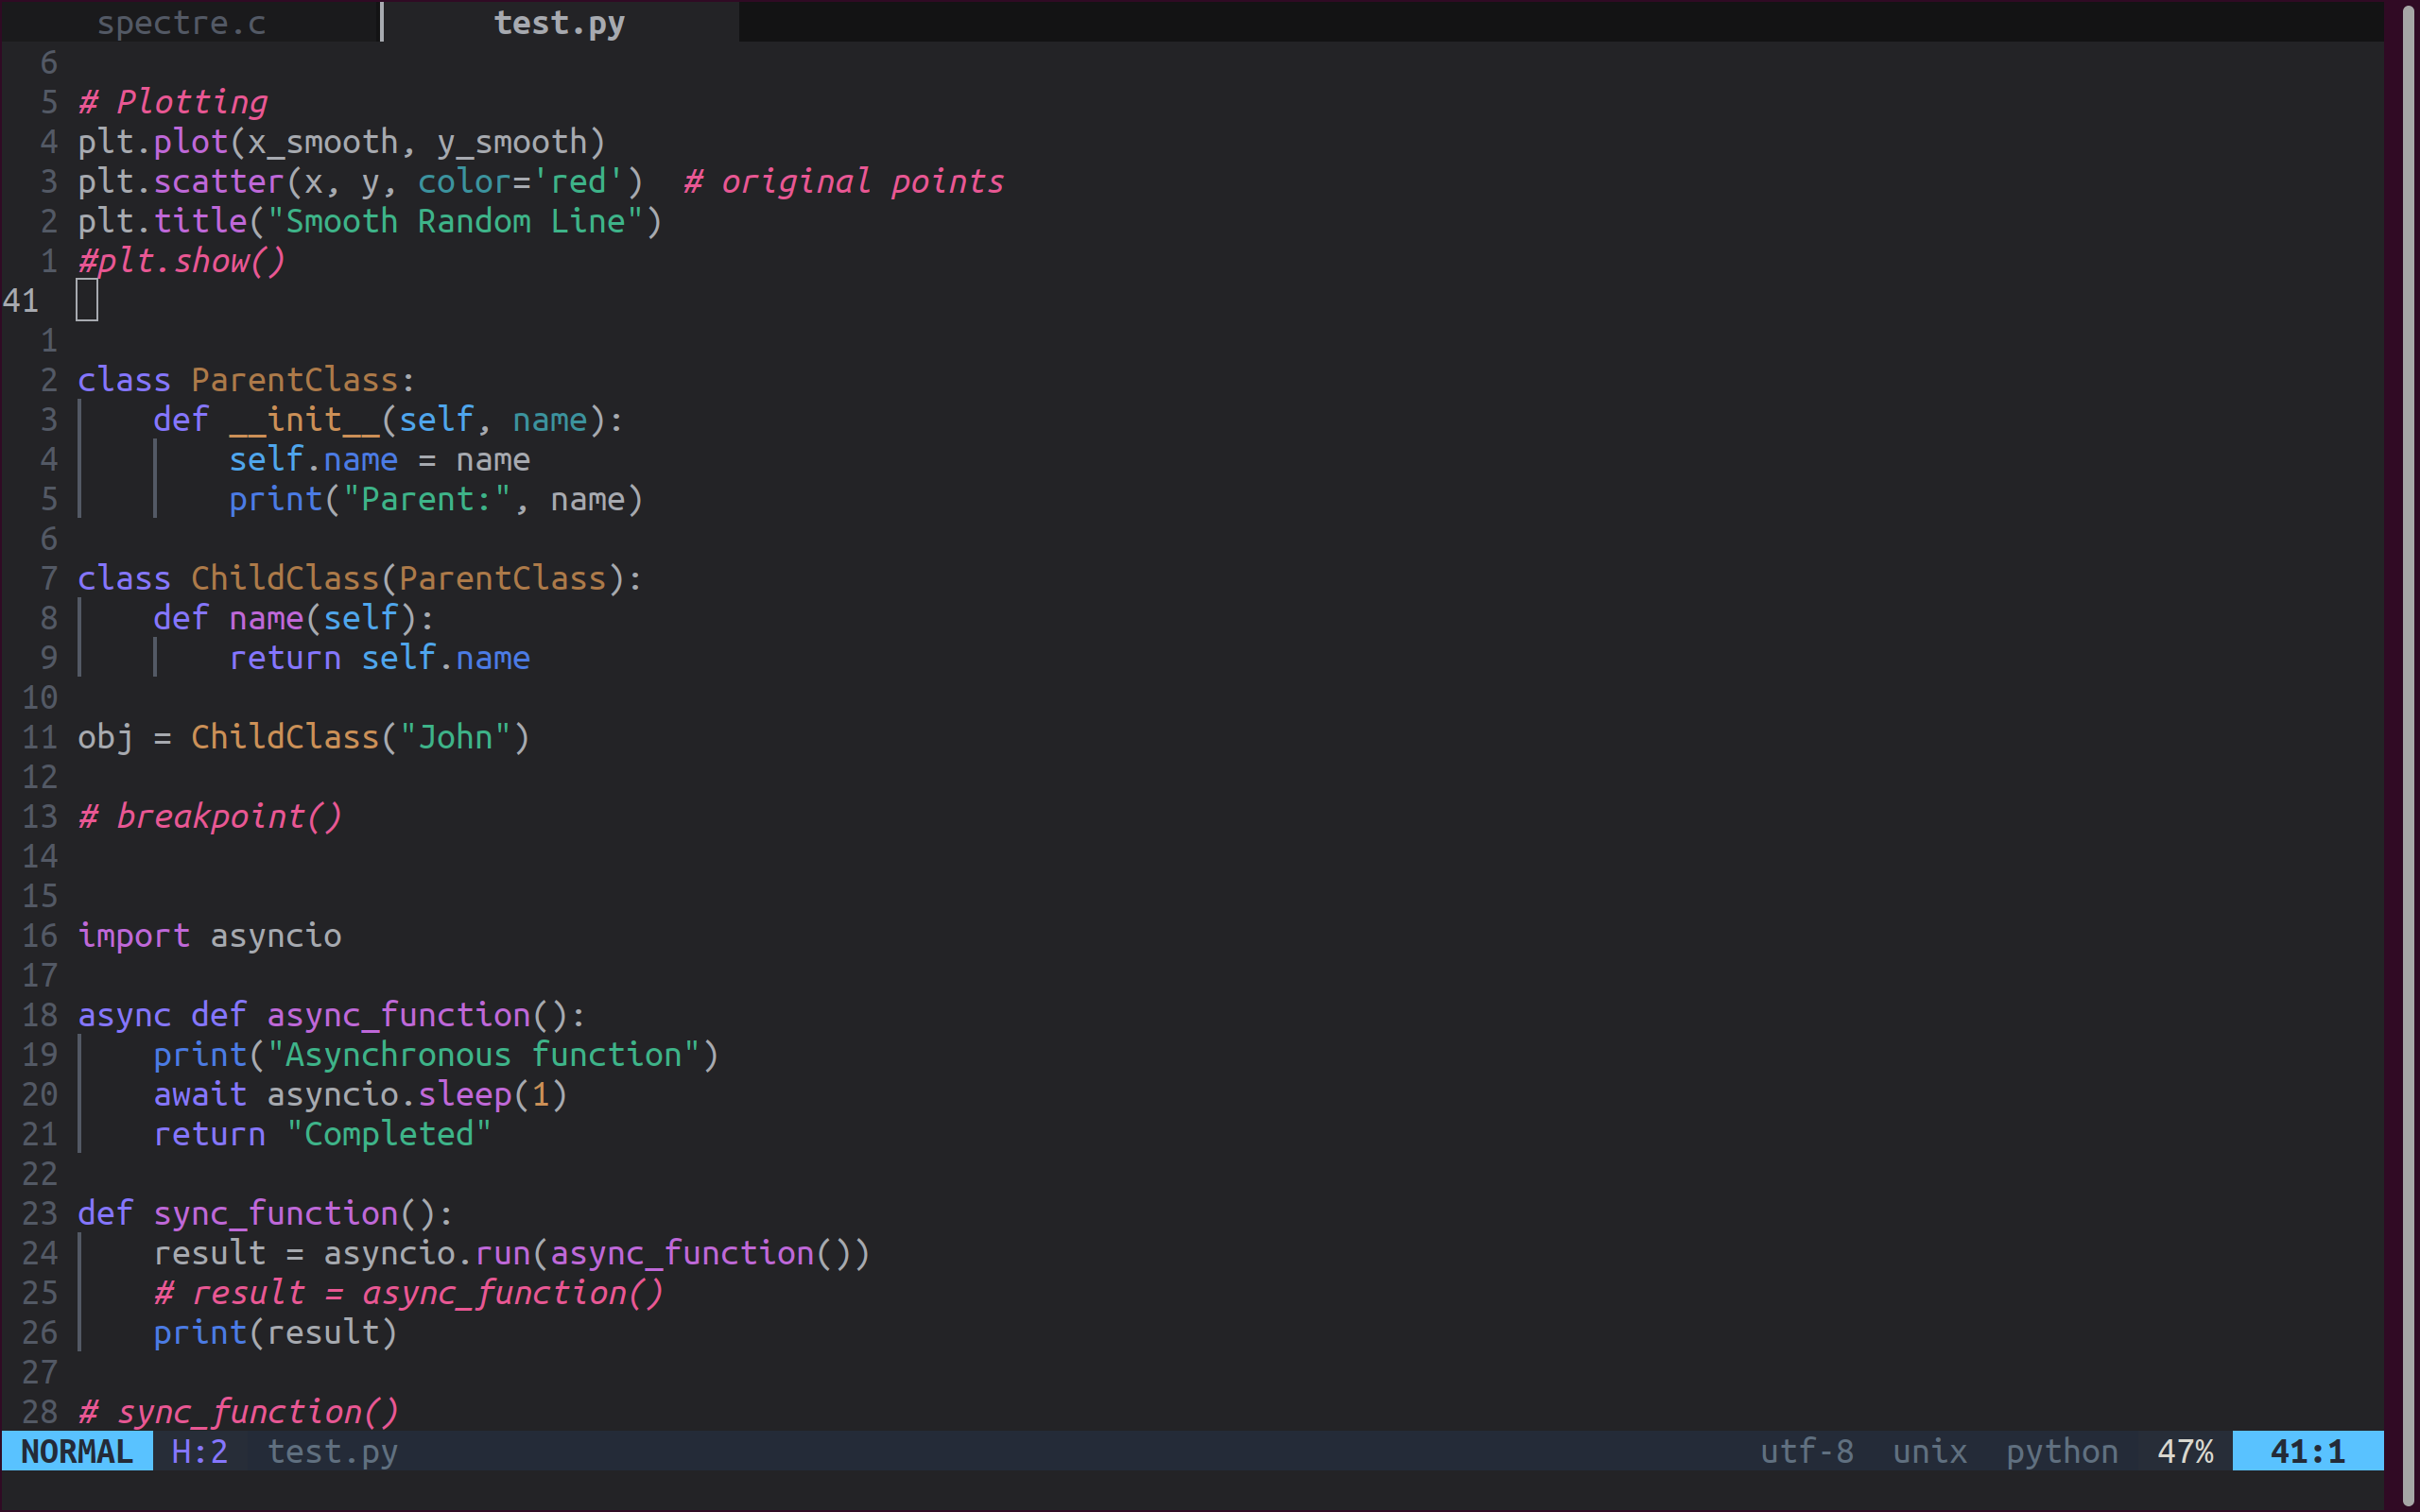 spectre.c test.py
6
5 # Plotting
4 plt.plot(x_smooth, y_smooth)
3 plt.scatter(x, y, color='red')  # original points
2 plt.title("Smooth Random Line")
1 #plt.show()
41
1
2 class ParentClass:
3     def __init__(self, name):
4         self.name = name
5         print("Parent:", name)
6
7 class ChildClass(ParentClass):
8     def name(self):
9         return self.name
10
11 obj = ChildClass("John")
12
13 # breakpoint()
14
15
16 import asyncio
17
18 async def async_function():
19     print("Asynchronous function")
20     await asyncio.sleep(1)
21     return "Completed"
22
23 def sync_function():
24     result = asyncio.run(async_function())
25     # result = async_function()
26     print(result)
27
28 # sync_function()
NORMAL H:2 test.py utf-8 unix python 47% 41:1